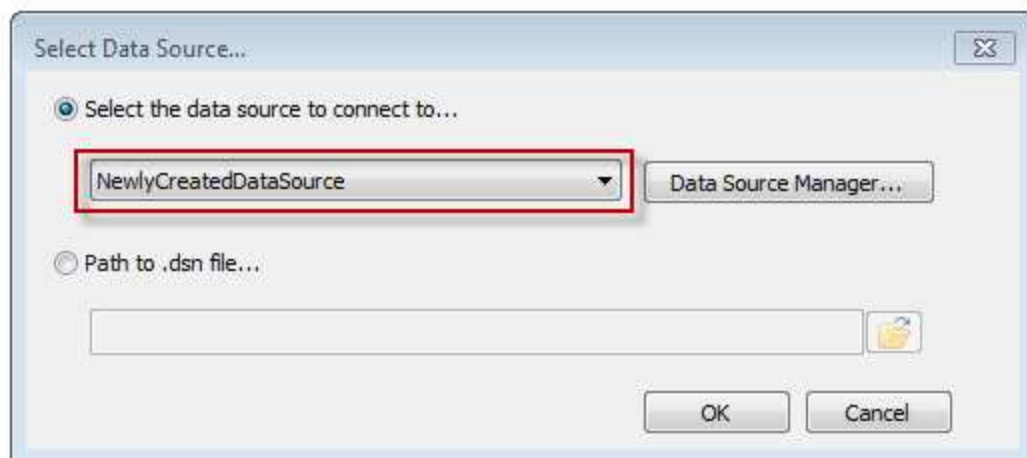 Select Data Source...
Select the data source to connect to...
NewlyCreatedDataSource
Data Source Manager...
Path to .dsn file...
OK
Cancel